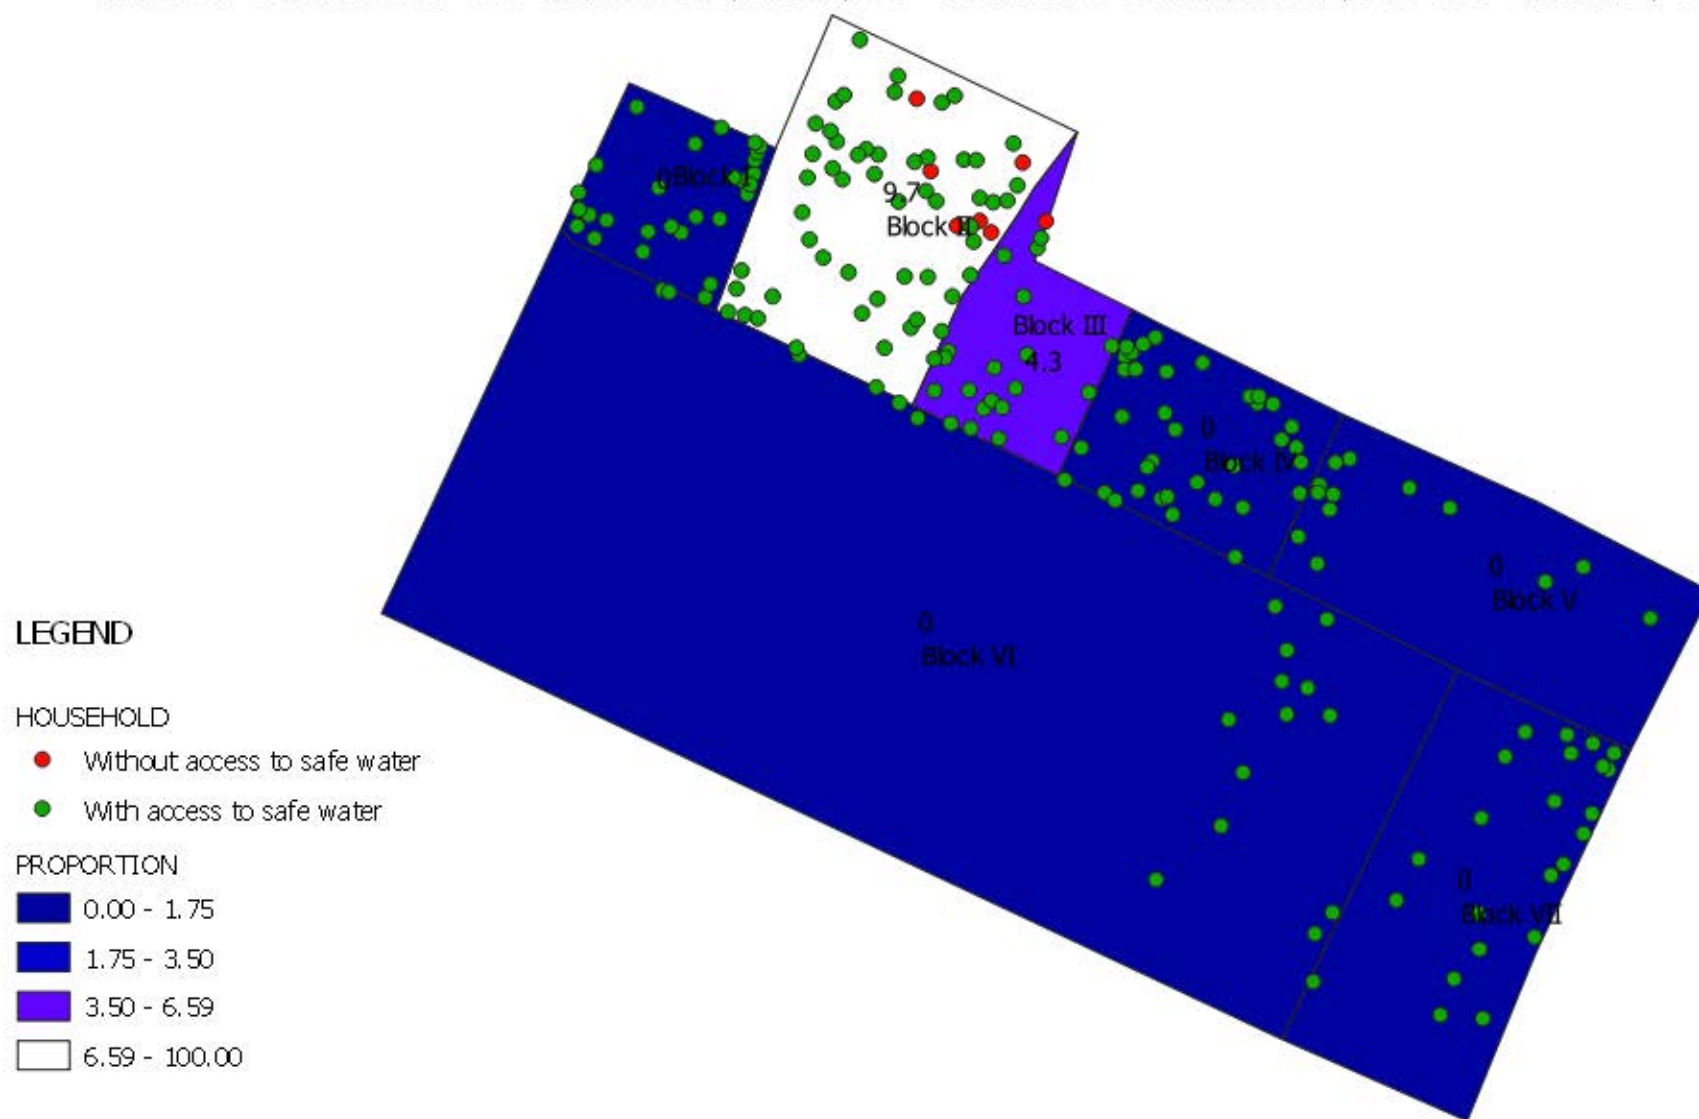 0
Block I
9.7
Block II
Block III
4.3
0
Block IV
0
Block V
0
Block VI
0
Block VII
LEGEND
HOUSEHOLD
Without access to safe water
With access to safe water
PROPORTION
0.00 - 1.75
1.75 - 3.50
3.50 - 6.59
6.59 - 100.00